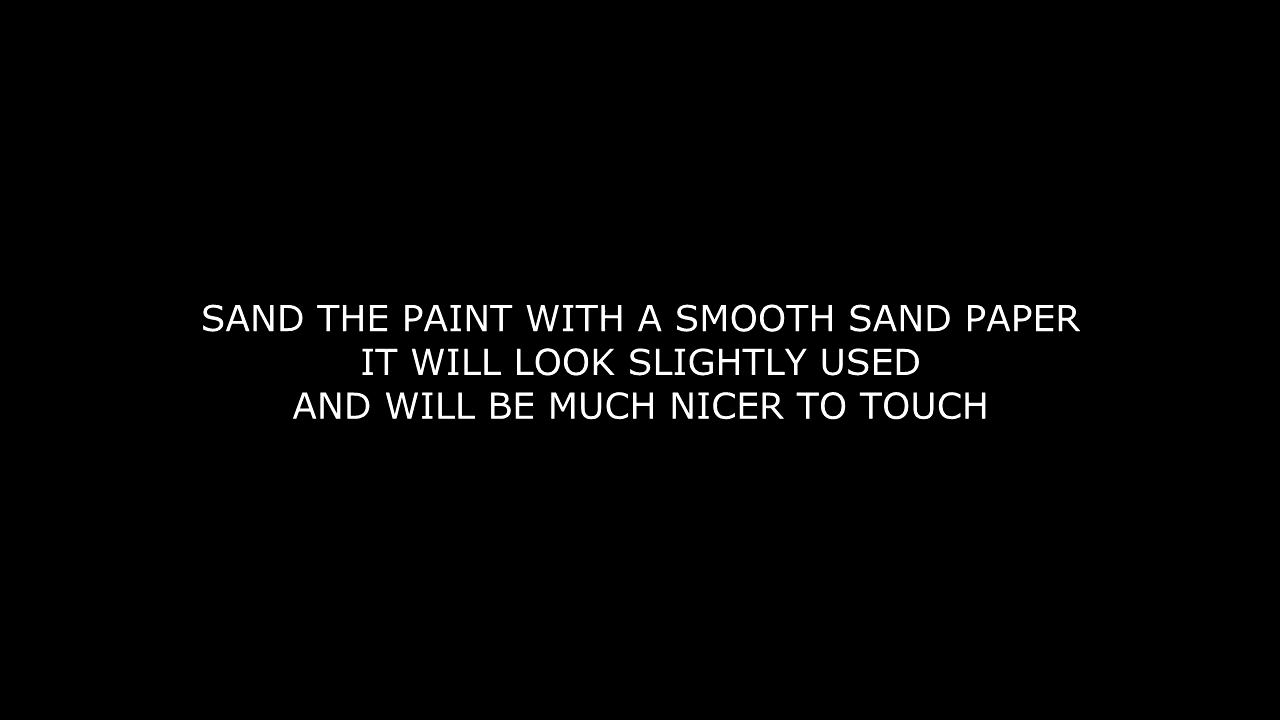 SAND THE PAINT WITH A SMOOTH SAND PAPER
IT WILL LOOK SLIGHTLY USED
AND WILL BE MUCH NICER TO TOUCH